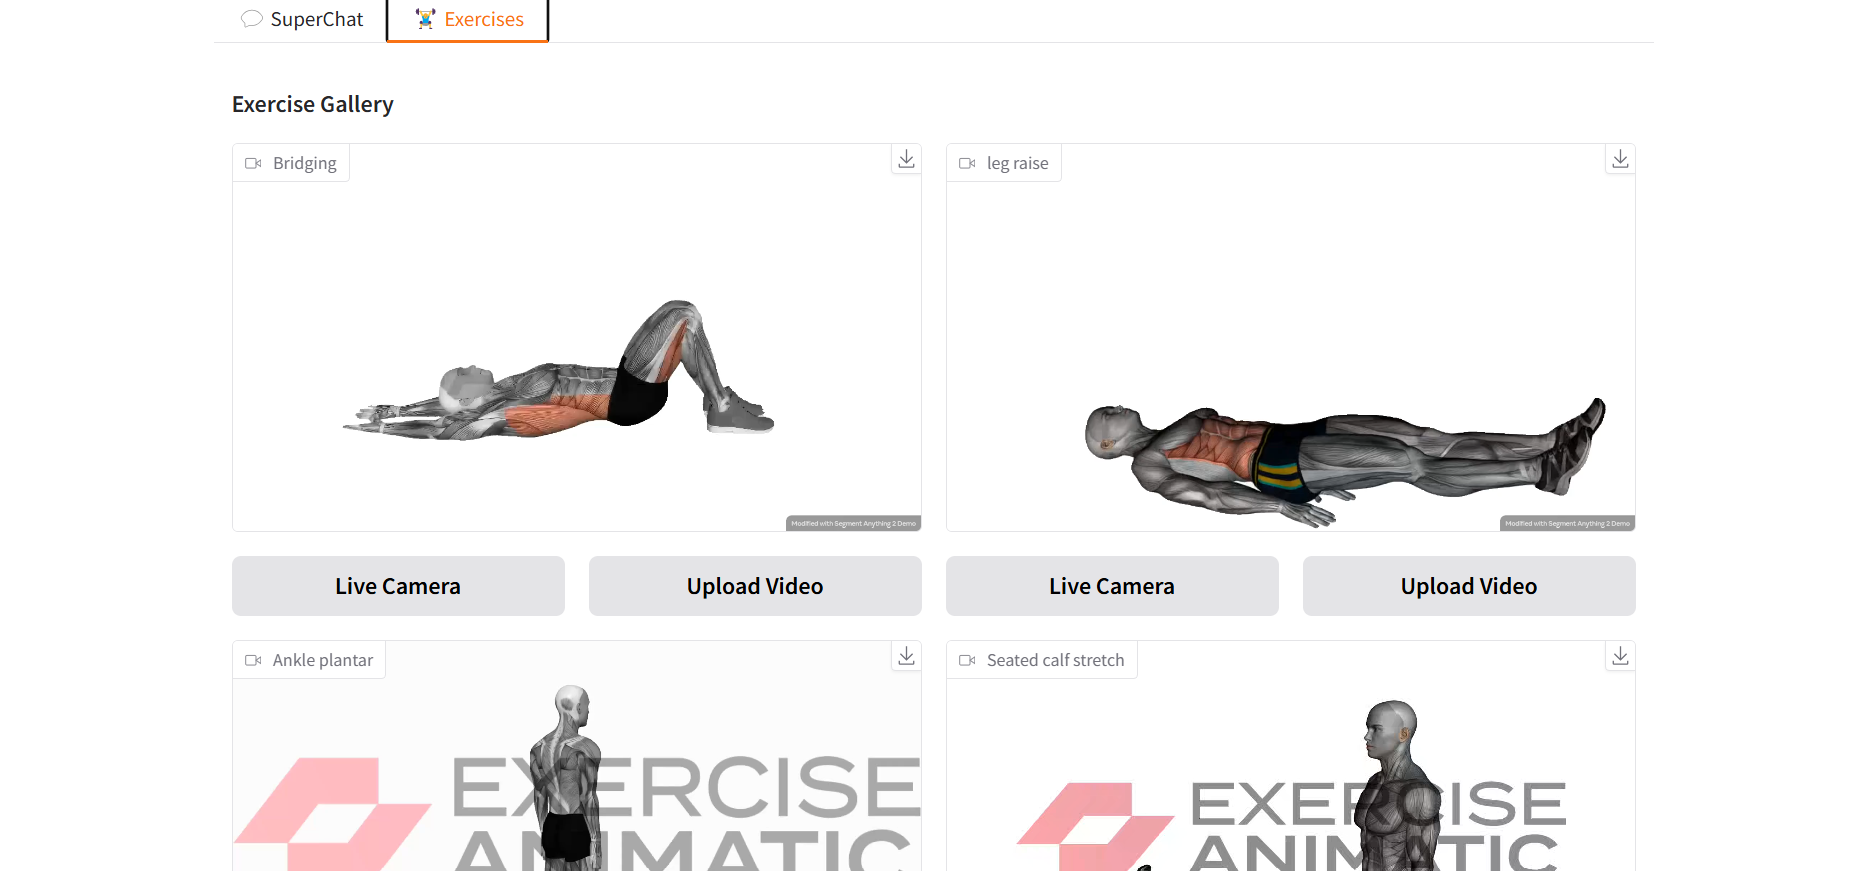 SuperChat
Exercises
Exercise Gallery
Bridging
leg raise
Modified with Segment Anything 2 Demo
Modified with Segment Anything 2 Demo
Live Camera
Upload Video
Live Camera
Upload Video
Ankle plantar
Seated calf stretch
EXERCISE
ANIMATIC
EXERCISE
ANIMATIC